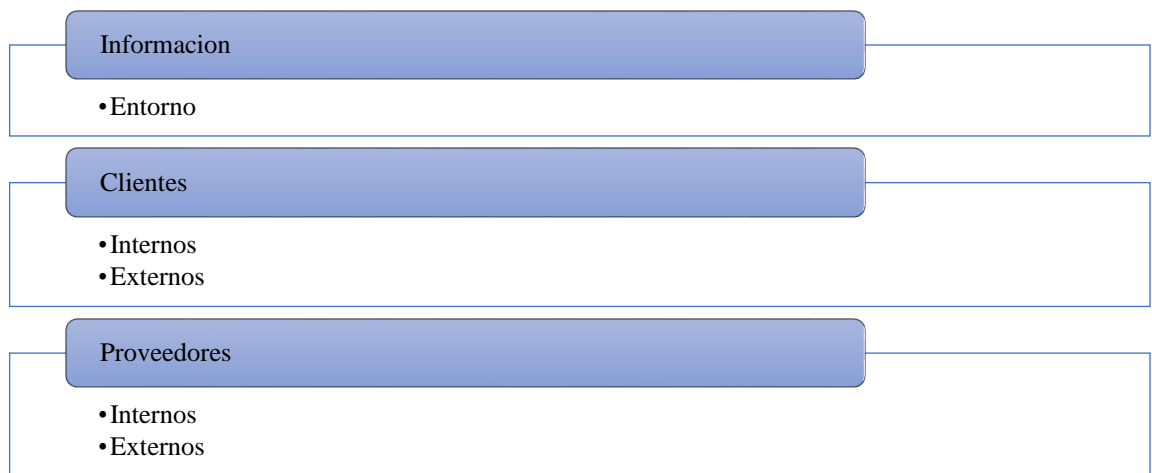 Informacion
•Entorno
Clientes
•Internos
•Externos
Proveedores
•Internos
•Externos